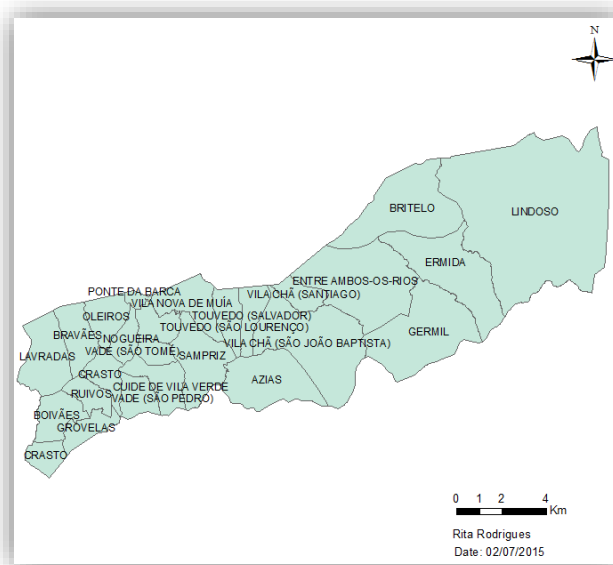 N
BRITELO
LINDOSO
ERMIDA
ENTRE AMBOS-OS-RIOS
PONTE DA BARCA
VILA CHÃ (SANTIAGO)
VILA NOVA DE MUÍA
OLEIROS
TOUVEDO (SALVADOR)
TOUVEDO (SÃO LOURENÇO)
GERMIL
BRAVÃES
NOGUEIRA
VILA CHÃ (SÃO JOÃO BAPTISTA)
LAVRADAS
VADE (SÃO TOMÉ)
SAMPRIZ
CRASTO
AZIAS
CUIDE DE VILA VERDE
RUIVOS
VADE (SÃO PEDRO)
BOIVÃES
GROVELAS
CRASTO
0 1 2 4
Km
Rita Rodrigues
Date: 02/07/2015